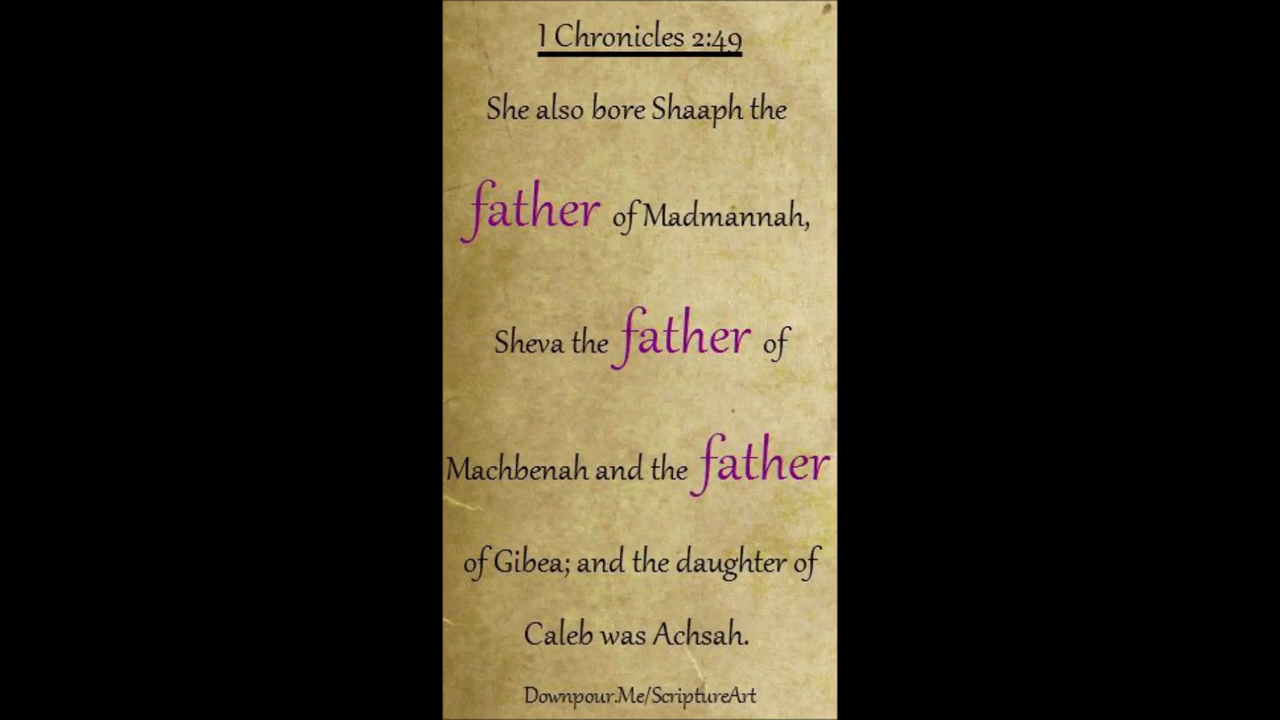 1 Chronicles 2:49
She also bore Shaaph the
father of Madmannah,
Sheva the father of
Machbenah and the father
of Gibea; and the daughter of
Caleb was Achsah.
Downpour.Me/ScriptureArt